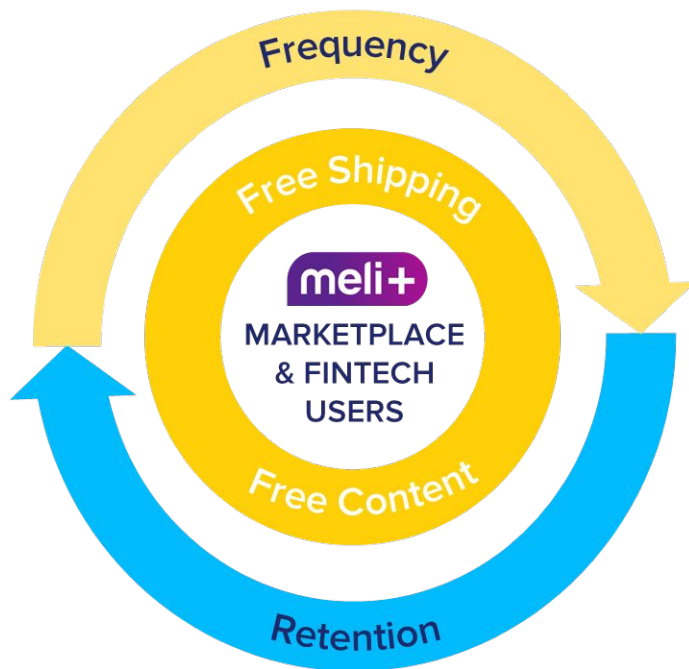 Frequency
Free Shipping
meli+
MARKETPLACE
& FINTECH
USERS
Free Content
Retention